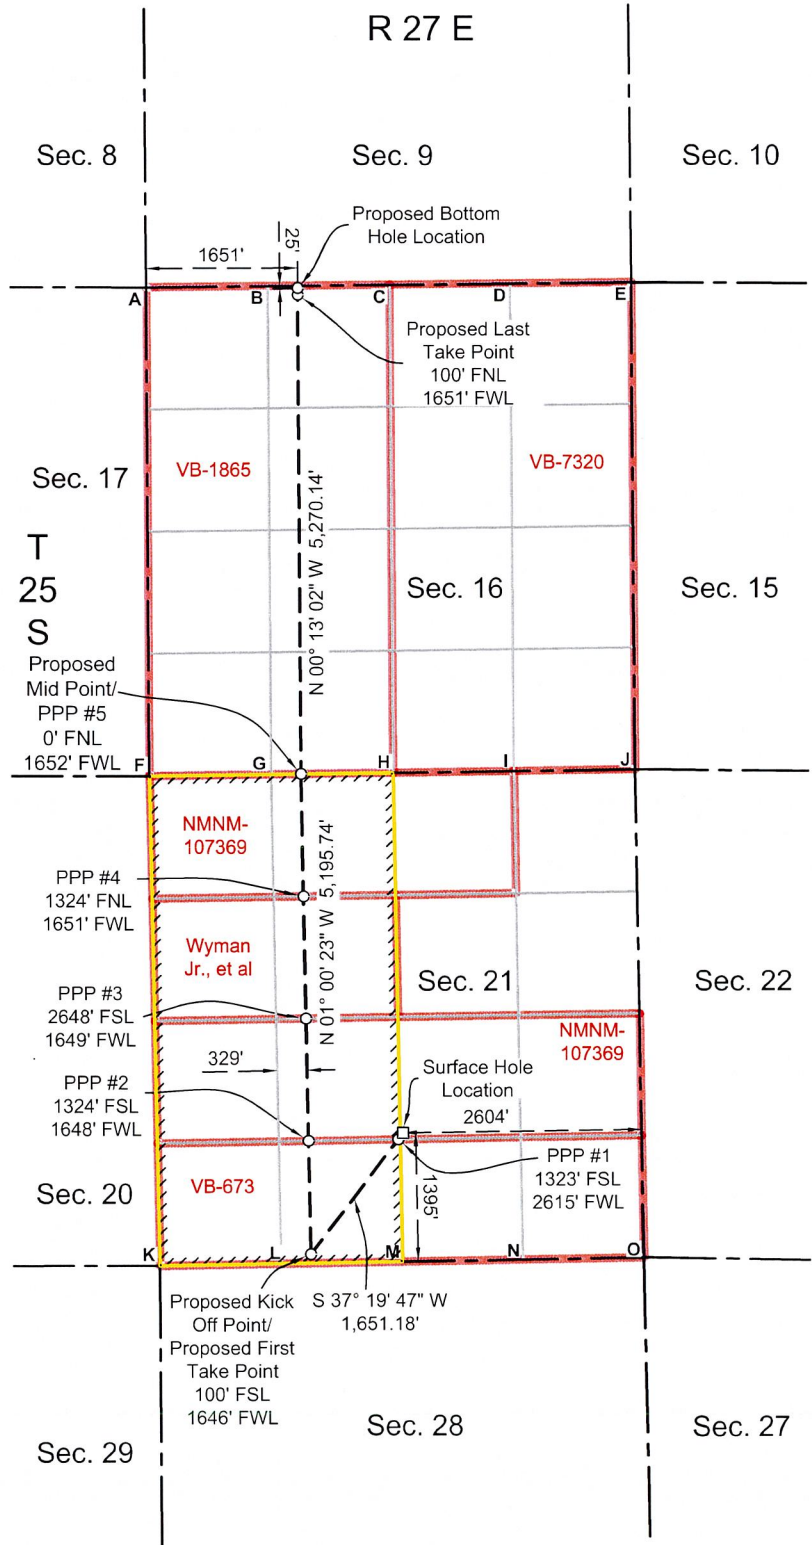 R 27 E
Sec. 8
Sec. 9
Sec. 10
Proposed Bottom
Hole Location
1651'
25'
A
B
C
D
E
Proposed Last
Take Point
100' FNL
1651' FWL
VB-1865
VB-7320
Sec. 17
N 00° 13' 02" W 5,270.14'
T
25
S
Sec. 16
Sec. 15
Proposed
Mid Point/
PPP #5
0' FNL
1652' FWL
F
G
H
I
J
NMNM-
107369
N 01° 00' 23" W 5,195.74'
PPP #4
1324' FNL
1651' FWL
Wyman
Jr., et al
Sec. 21
Sec. 22
PPP #3
2648' FSL
1649' FWL
NMNM-
107369
329'
Surface Hole
Location
2604'
PPP #2
1324' FSL
1648' FWL
PPP #1
1323' FSL
2615' FWL
1395'
Sec. 20
VB-673
K
L
M
N
O
Proposed Kick
Off Point/
Proposed First
Take Point
100' FSL
1646' FWL
S 37° 19' 47" W
1,651.18'
Sec. 29
Sec. 28
Sec. 27